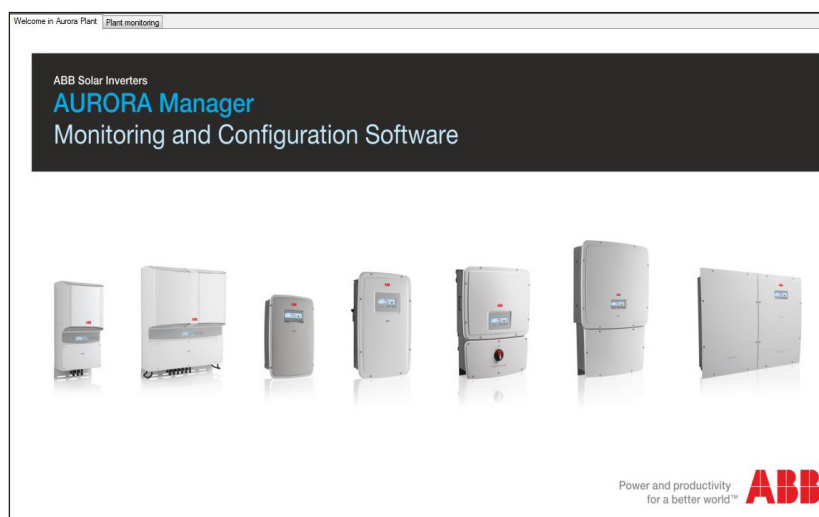 Welcome in Aurora Plant
Plant monitoring
ABB Solar Inverters
AURORA Manager
Monitoring and Configuration Software
Power and productivity
for a better world™
ABB